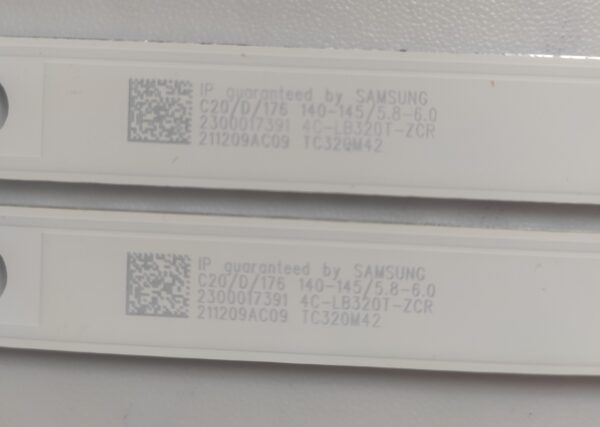 IP guaranteed by SAMSUNG
C20/D/176 140-145/5.8-6.0
2300017391 4C-LB320T-ZCR
211209AC09 TC320M42
IP guaranteed by SAMSUNG
C20/D/176 140-145/5.8-6.0
2300017391 4C-LB320T-ZCR
211209AC09 TC320M42